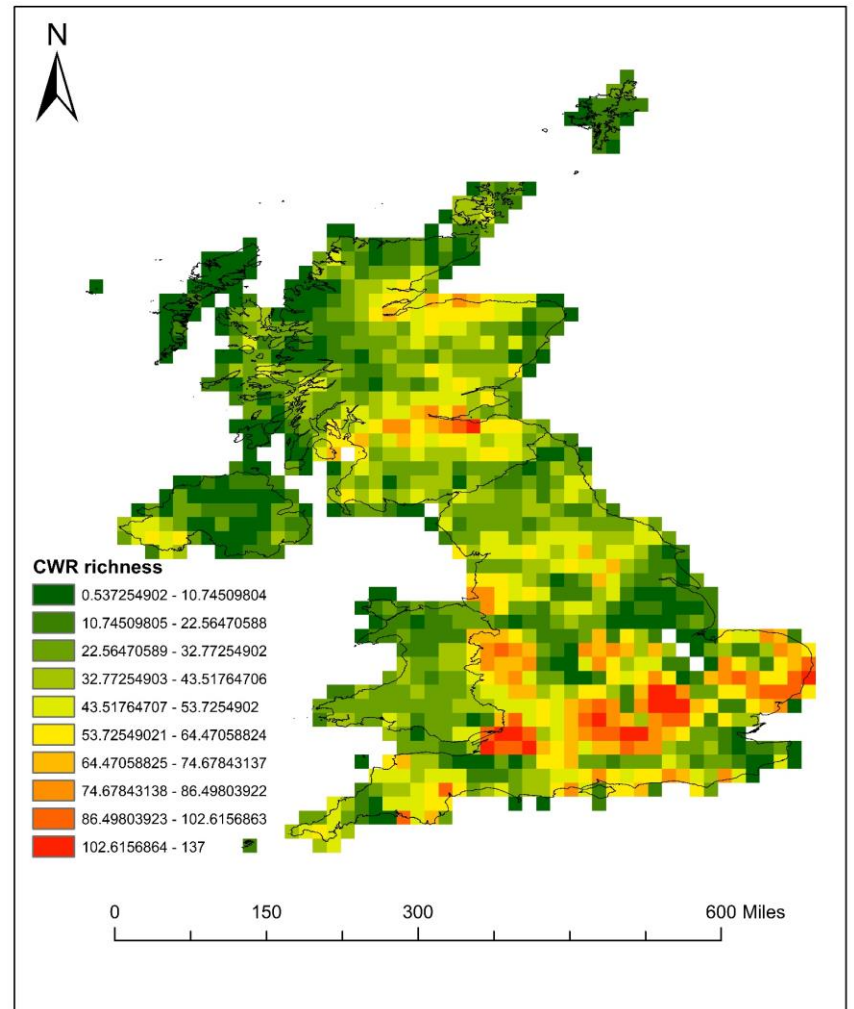 N
CWR richness
0.537254902 - 10.74509804
10.74509805 - 22.56470588
22.56470589 - 32.77254902
32.77254903 - 43.51764706
43.51764707 - 53.7254902
53.72549021 - 64.47058824
64.47058825 - 74.67843137
74.67843138 - 86.49803922
86.49803923 - 102.6156863
102.6156864 - 137
0 150 300 600 Miles